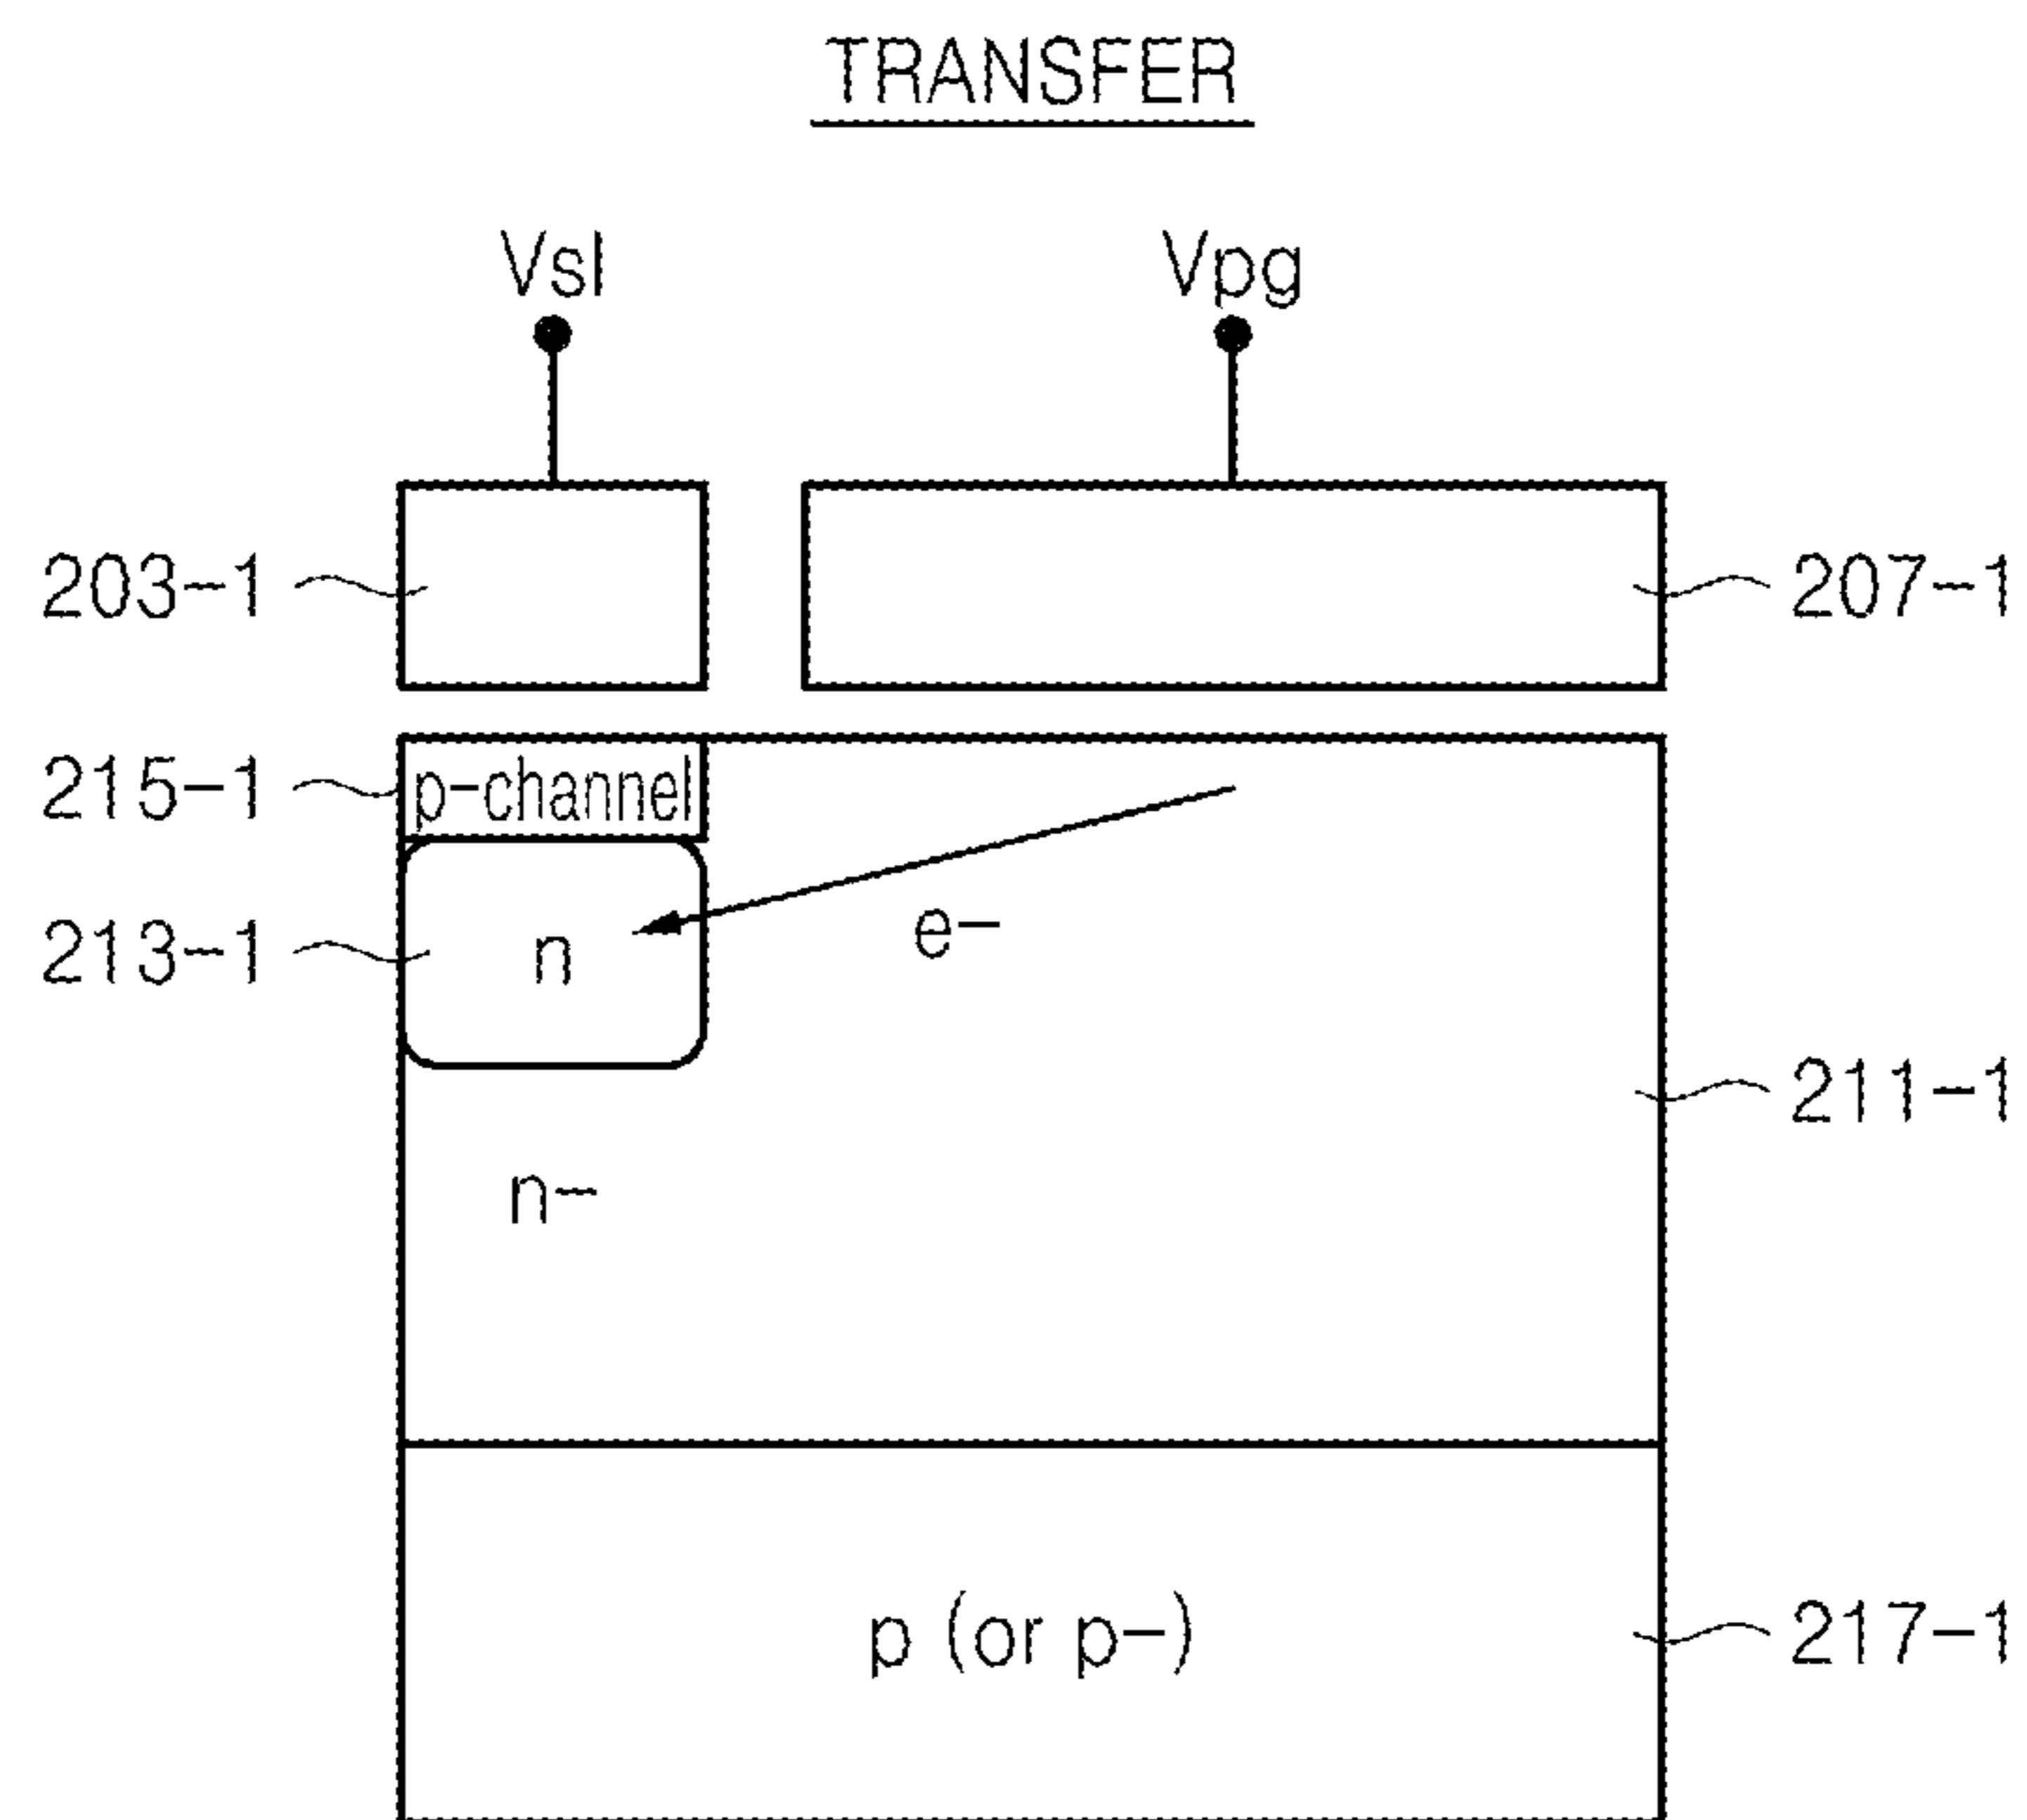 TRANSFER
Vsl
Vpg
203-1
207-1
215-1
p-channel
213-1
n
e-
211-1
n-
p (or p-)
217-1